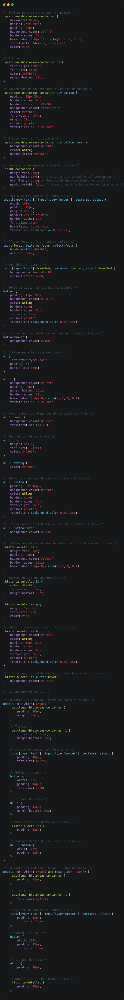 /* Estilos para el contenedor principal */
.gestionar-historias-container {
    max-width: 900px;
    margin: 20px auto;
    padding: 30px;
    background-color: #ffffff;
    border-radius: 12px;
    box-shadow: 0 8px 16px rgba(0, 0, 0, 0.1);
    font-family: 'Arial', sans-serif;
    color: #333;
}

/* Títulos */
.gestionar-historias-container h1 {
    text-align: center;
    font-size: 2rem;
    color: #007bff;
    margin-bottom: 20px;
}

/* Contenedor de botones para selección de acción */
.gestionar-historias-container div button {
    padding: 12px 20px;
    border-radius: 8px;
    border: 2px solid #007bff;
    background-color: transparent;
    color: #007bff;
    font-weight: bold;
    margin: 10px;
    cursor: pointer;
    transition: all 0.3s ease;
}

/* Efecto hover en los botones */
.gestionar-historias-container div button:hover {
    background-color: #007bff;
    color: white;
    border-color: #0056b3;
}

/* Formulario de agregar historia clínica */
.input-container {
    margin-top: 20px;
    max-height: 60vh; /* Limita la altura máxima del contenedor */
    overflow-y: auto; /* Permite el desplazamiento vertical */
    padding-right: 10px; /* Espacio para la barra de desplazamiento */
}

/* Estilo de los campos del formulario */
input[type="text"], input[type="number"], textarea, select {
    width: 100%;
    padding: 12px;
    margin: 8px 0;
    border: 2px solid #ddd;
    border-radius: 8px;
    font-size: 1rem;
    box-sizing: border-box;
    transition: border-color 0.3s ease;
}

/* Efecto focus en los inputs y select */
input:focus, textarea:focus, select:focus {
    border-color: #007bff;
    outline: none;
}

/* Deshabilitar campos */
input[type="text"]:disabled, textarea:disabled, select:disabled {
    background-color: #f0f0f0;
    cursor: not-allowed;
}

/* Botón de acción dentro del formulario */
button {
    padding: 12px 20px;
    background-color: #28a745;
    color: white;
    border: none;
    border-radius: 8px;
    font-size: 1rem;
    cursor: pointer;
    transition: background-color 0.3s ease;
}

/* Efecto hover en el botón de guardar historia clínica */
button:hover {
    background-color: #218838;
}

/* Estilos para la lista de citas */
ul {
    list-style-type: none;
    padding: 0;
    margin-top: 30px;
}

ul li {
    background-color: #f8f9fa;
    padding: 20px;
    margin-bottom: 15px;
    border-radius: 10px;
    box-shadow: 0 4px 8px rgba(0, 0, 0, 0.1);
    transition: all 0.3s ease;
}

/* Hover sobre los elementos de la lista de citas */
ul li:hover {
    background-color: #e9ecef;
    transform: scale(1.02);
}

/* Información de cada cita */
ul li p {
    margin: 8px 0;
    font-size: 1.1rem;
    color: #495057;
}

ul li strong {
    color: #007bff;
}

/* Botón para asignar historia clínica a la cita */
ul li button {
    padding: 8px 16px;
    background-color: #007bff;
    color: white;
    border: none;
    border-radius: 5px;
    font-weight: bold;
    cursor: pointer;
    transition: background-color 0.3s ease;
}

/* Efecto hover en el botón de asignar historia clínica */
ul li button:hover {
    background-color: #0056b3;
}

/* Estilo para el contenedor de detalles de la historia clínica */
.historia-detalles {
    margin-top: 30px;
    padding: 20px;
    background-color: #e9ecef;
    border-radius: 12px;
    box-shadow: 0 4px 8px rgba(0, 0, 0, 0.1);
}

/* Estilos dentro de los detalles */
.historia-detalles h2 {
    color: #007bff;
    font-size: 1.5rem;
    margin-bottom: 15px;
}

.historia-detalles p {
    margin: 10px 0;
    font-size: 1rem;
    color: #555;
}

/* Botón para eliminar historia clínica */
.historia-detalles button {
    background-color: #dc3545;
    color: white;
    padding: 10px 18px;
    border: none;
    border-radius: 8px;
    font-weight: bold;
    cursor: pointer;
    transition: background-color 0.3s ease;
}

/* Efecto hover en el botón de eliminar historia clínica */
.historia-detalles button:hover {
    background-color: #c82333;
}

/* --- RESPONSIVIDAD --- */

/* En pantallas pequeñas (menos de 600px de ancho) */
@media (max-width: 600px) {
    .gestionar-historias-container {
        padding: 20px;
        margin: 10px;
    }

    /* Títulos */
    .gestionar-historias-container h1 {
        font-size: 1.5rem;
        margin-bottom: 10px;
    }

    /* Ajuste de campos del formulario */
    input[type="text"], input[type="number"], textarea, select {
        padding: 10px;
        font-size: 0.9rem;
    }

    /* Botón principal */
    button {
        width: 100%;
        padding: 14px;
        font-size: 1rem;
    }

    /* Listado de citas */
    ul li {
        padding: 15px;
        margin-bottom: 10px;
    }

    /* Detalles de la historia clínica */
    .historia-detalles {
        padding: 15px;
    }

    /* Botones dentro de la lista de citas */
    ul li button {
        width: 100%;
        padding: 12px;
    }
}

/* En pantallas medianas (600px - 900px de ancho) */
@media (min-width: 600px) and (max-width: 900px) {
    .gestionar-historias-container {
        padding: 25px;
    }

    /* Títulos */
    .gestionar-historias-container h1 {
        font-size: 1.8rem;
    }

    /* Ajuste de campos del formulario */
    input[type="text"], input[type="number"], textarea, select {
        padding: 12px;
        font-size: 1rem;
    }

    /* Botón principal */
    button {
        width: 100%;
        padding: 12px;
        font-size: 1rem;
    }

    /* Listado de citas */
    ul li {
        padding: 18px;
    }

    /* Detalles de la historia clínica */
    .historia-detalles {
        padding: 18px;
    }
}